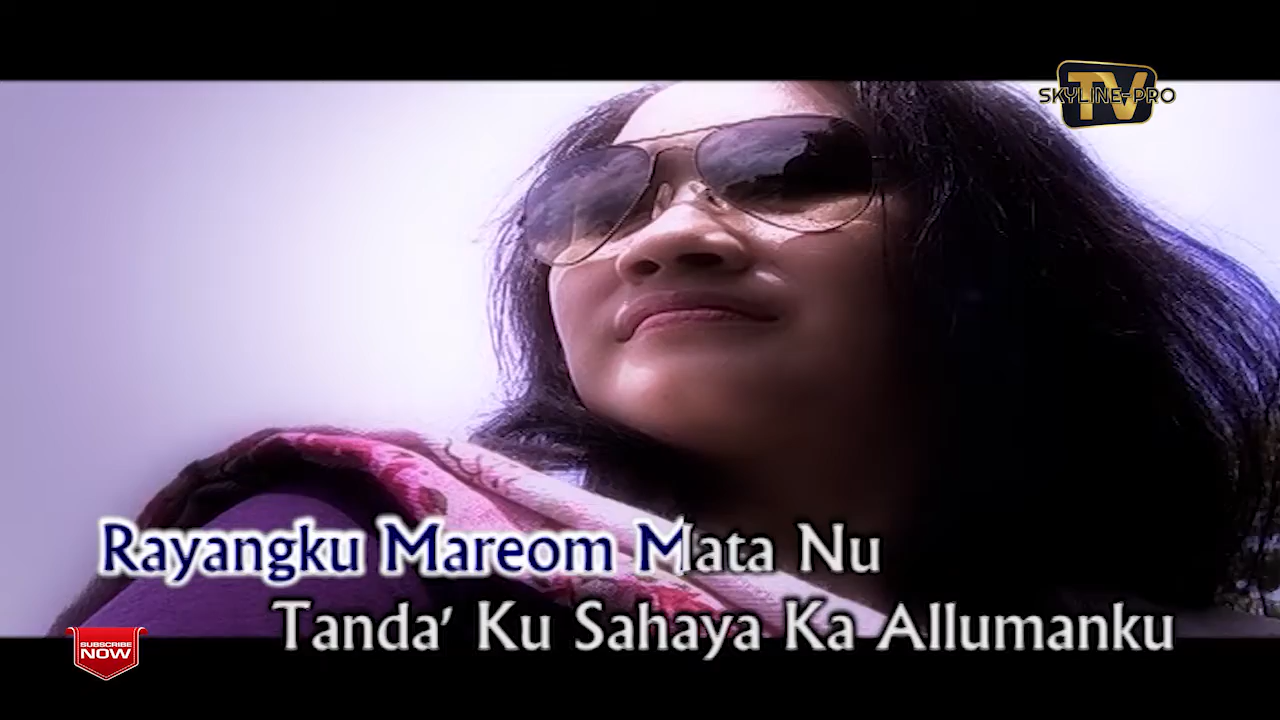 TV
SKYLINE-PRO
Rayangku Mareom Mata Nu
Tanda’ Ku Sahaya Ka Allumanku
SUBSCRIBE
NOW